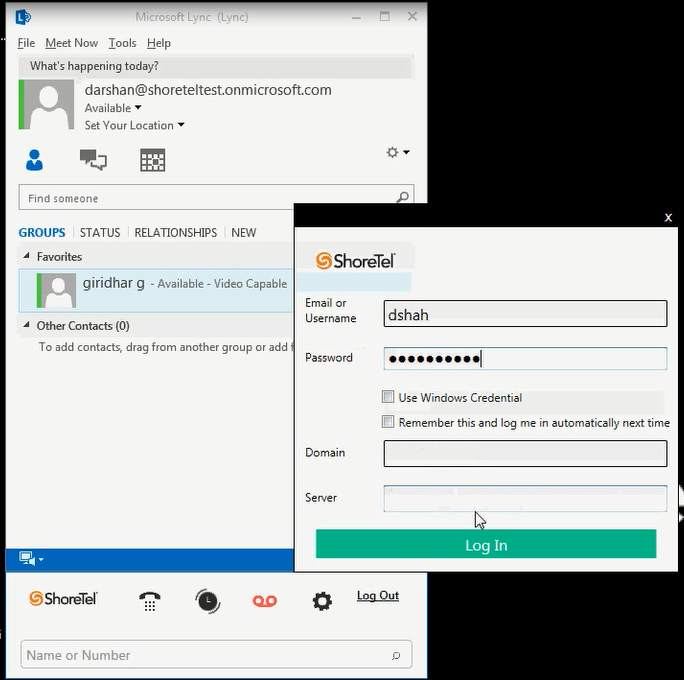 Microsoft Lync (Lync)
File Meet Now Tools Help
What's happening today?
darshan@shoreteltest.onmicrosoft.com
Available
Set Your Location
Find someone
GROUPS STATUS RELATIONSHIPS NEW
Favorites
giridhar g - Available - Video Capable
Other Contacts (0)
To add contacts, drag from another group or add
x
ShoreTel
Email or
Username
dshah
Password
Use Windows Credential
Remember this and log me in automatically next time
Domain
Server
Log In
ShoreTel
Log Out
Name or Number